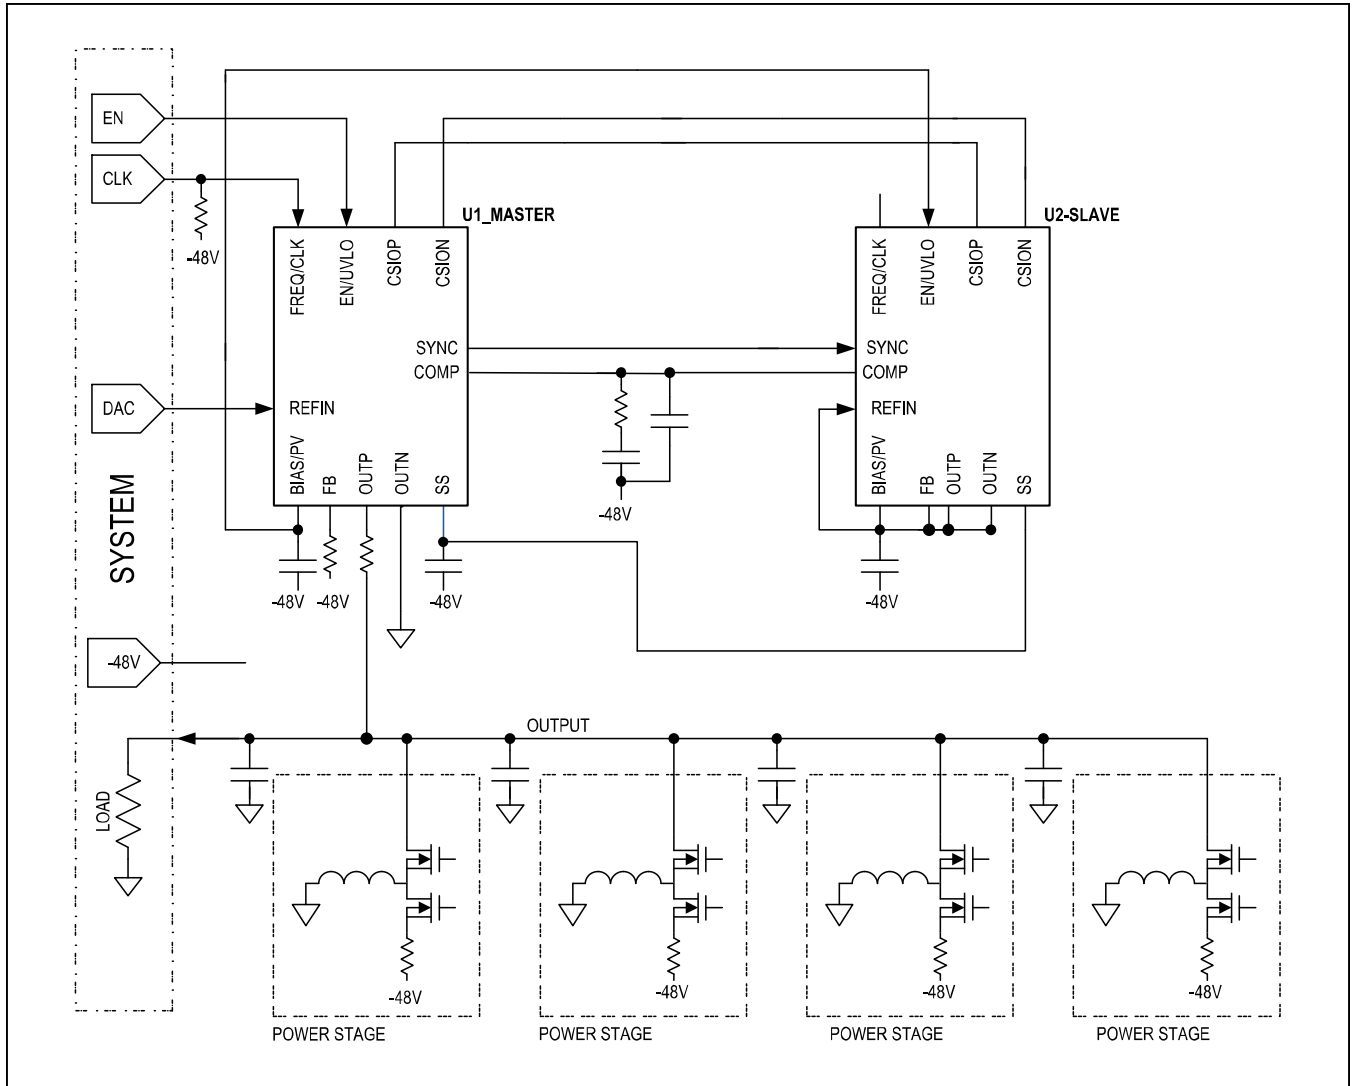 EN
CLK
-48V
U1_MASTER
FREQ/CLK
EN/UVLO
CSIOP
CSION
SYNC
COMP
REFIN
BIAS/PV
FB
OUTP
OUTN
SS
U2-SLAVE
FREQ/CLK
EN/UVLO
CSIOP
CSION
SYNC
COMP
REFIN
BIAS/PV
FB
OUTP
OUTN
SS
DAC
SYSTEM
-48V
-48V
-48V
-48V
-48V
-48V
-48V
OUTPUT
LOAD
-48V
-48V
-48V
-48V
POWER STAGE
POWER STAGE
POWER STAGE
POWER STAGE